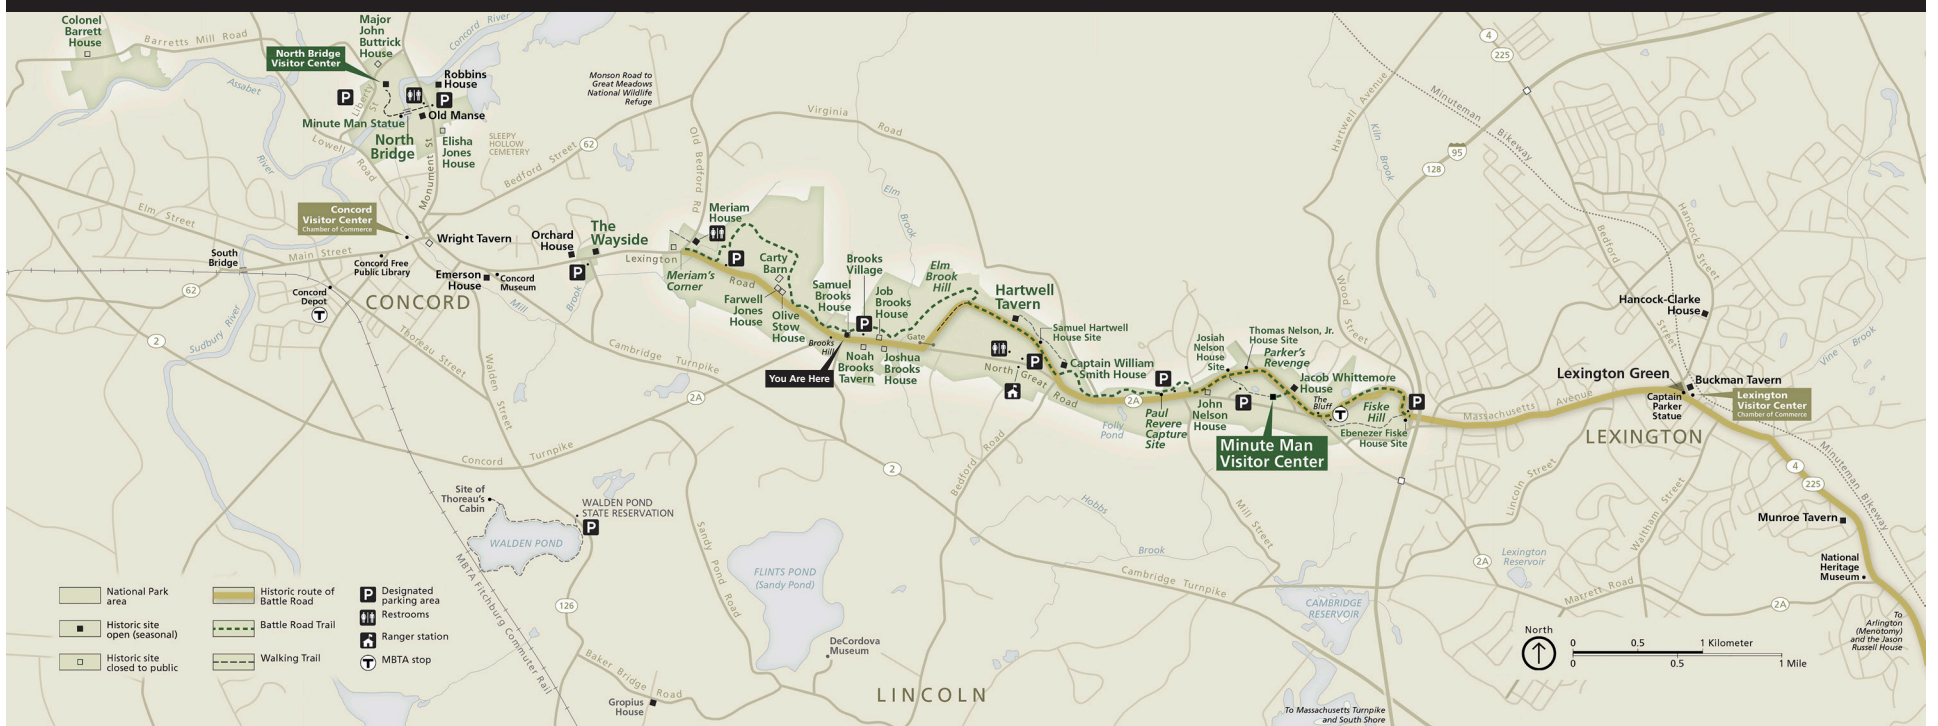 Colonel
Barrett
House
Barretts Mill Road
Major
John
Buttrick
House
North Bridge
Visitor Center
Concord River
Assabet
River
Liberty
St
P
P
Robbins
House
Old Manse
Minute Man Statue
North
Bridge
Elisha
Jones
House
SLEEPY
HOLLOW
CEMETERY
Lowell
Road
Monument St
Bedford Street
62
Monson Road to
Great Meadows
National Wildlife
Refuge
Old Bedford Rd
Virginia Road
Elm
Brook
Elm Street
Concord
Visitor Center
Chamber of Commerce
Wright Tavern
South
Bridge
Main Street
Concord Free
Public Library
Emerson
House
Concord
Museum
Orchard
House
The
Wayside
P
Lexington
Road
Concord
Depot
T
CONCORD
62
2
Sudbury River
Mill
Brook
Thoreau Street
Walden
Street
Cambridge Turnpike
2A
Concord Turnpike
Meriam
House
Meriam's
Corner
P
Carty
Barn
Farwell
Jones
House
Olive
Stow
House
Samuel
Brooks
House
Brooks
Village
P
Job
Brooks
House
Brooks
Hill
You Are Here
Noah
Brooks
Tavern
Joshua
Brooks
House
Gate
Elm
Brook
Hill
Hartwell
Tavern
Samuel Hartwell
House Site
P
North Great
Road
Captain William
Smith House
2A
Folly
Pond
P
Paul
Revere
Capture
Site
Josiah
Nelson
House
Site
Thomas Nelson, Jr.
House Site
Parker's
Revenge
John
Nelson
House
P
Jacob Whittemore
House
The
Bluff
T
Fiske
Hill
P
Ebenezer Fiske
House Site
Minute Man
Visitor Center
Hartwell Avenue
Kiln
Brook
Wood
Street
4
225
95
128
Minuteman
Bikeway
Bedford
Street
Hancock
Street
Hancock-Clarke
House
Vine Brook
Massachusetts Avenue
Lexington Green
Buckman Tavern
Captain
Parker
Statue
Lexington
Visitor Center
Chamber of Commerce
LEXINGTON
4
225
Minuteman Bikeway
Munroe Tavern
National
Heritage
Museum
Lincoln Street
Waltham Street
2A
Lexington
Reservoir
Marrett Road
2A
To
Arlington
(Menotomy)
and the Jason
Russell House
2
Bedford Road
Hobbs
Brook
Mill Street
Cambridge Turnpike
CAMBRIDGE
RESERVOIR
To Massachusetts Turnpike
and South Shore
Site of
Thoreau's
Cabin
WALDEN POND
STATE RESERVATION
P
WALDEN POND
MBTA Fitchburg Commuter Rail
126
Sandy Pond Road
FLINTS POND
(Sandy Pond)
DeCordova
Museum
Baker Bridge Road
Gropius
House
LINCOLN
National Park
area
Historic site
open (seasonal)
Historic site
closed to public
Historic route of
Battle Road
Battle Road Trail
Walking Trail
P
Designated
parking area
Restrooms
Ranger station
T
MBTA stop
North
0 0.5 1 Kilometer
0 0.5 1 Mile